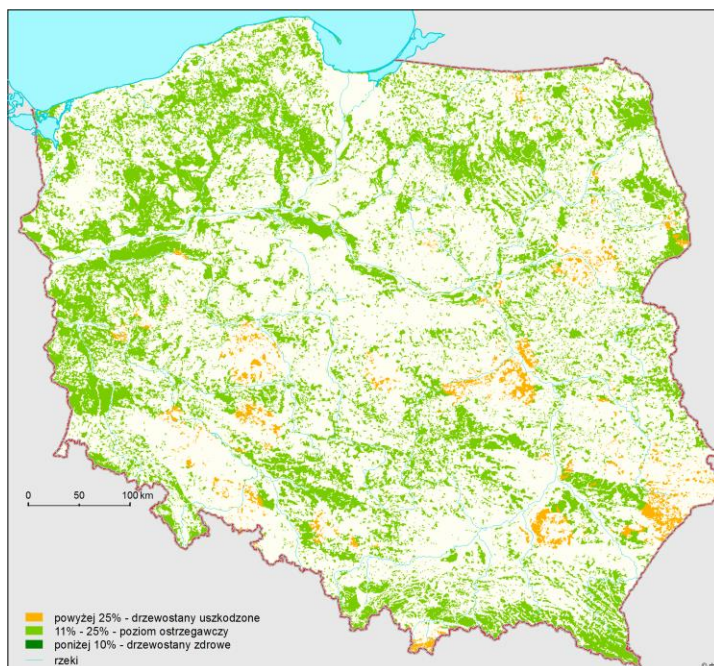 0 50 100 km
powyżej 25% - drzewostany uszkodzone
11% - 25% - poziom ostrzegawczy
poniżej 10% - drzewostany zdrowe
rzeki